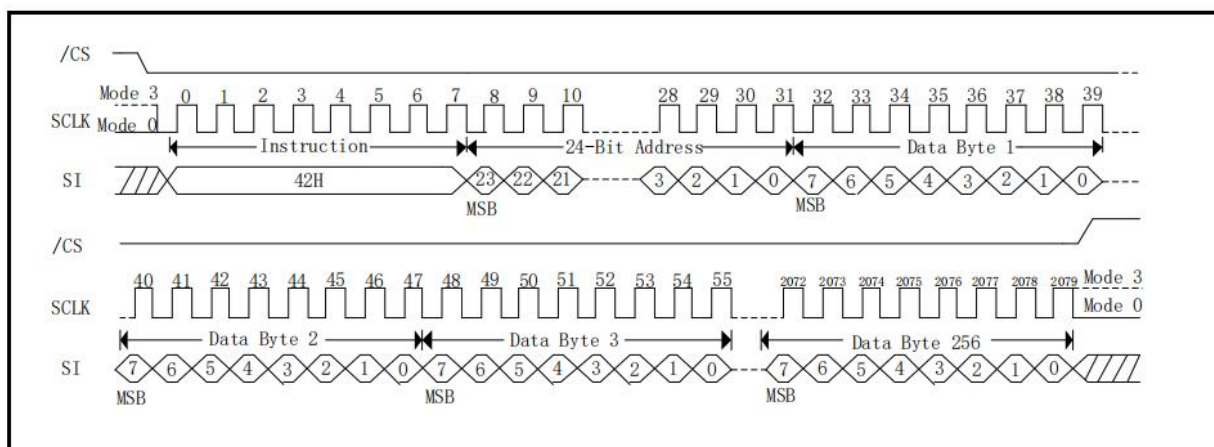 /CS
Mode 3 0 1 2 3 4 5 6 7 8 9 10 28 29 30 31 32 33 34 35 36 37 38 39
SCLK Mode 0
Instruction 24-Bit Address Data Byte 1
SI 42H 23 22 21 3 2 1 0 7 6 5 4 3 2 1 0
MSB MSB
/CS
40 41 42 43 44 45 46 47 48 49 50 51 52 53 54 55 2072 2073 2074 2075 2076 2077 2078 2079 Mode 3
SCLK Mode 0
Data Byte 2 Data Byte 3 Data Byte 256
SI 7 6 5 4 3 2 1 0 7 6 5 4 3 2 1 0 7 6 5 4 3 2 1 0
MSB MSB MSB